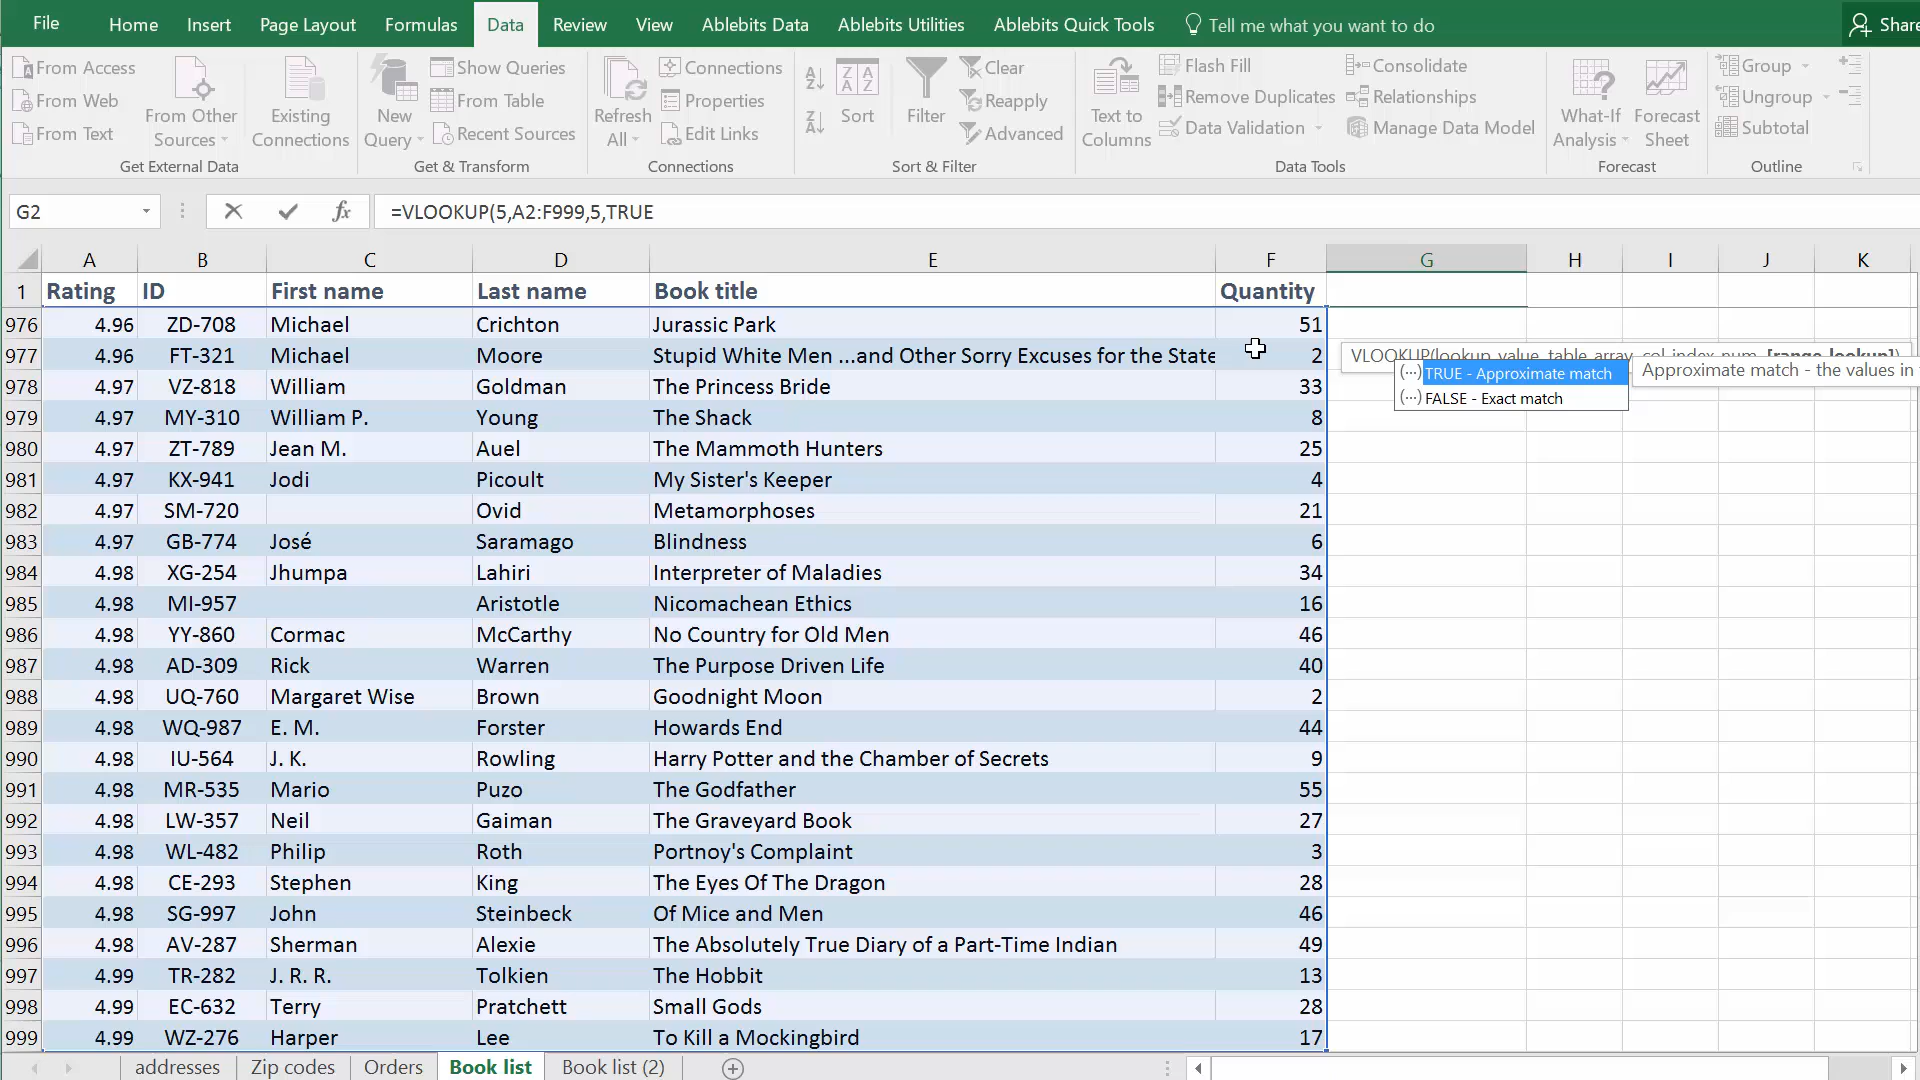 File Home Insert Page Layout Formulas Data Review View Ablebits Data Ablebits Utilities Ablebits Quick Tools Tell me what you want to do Share
From Access
From Web
From Text
From Other
Sources
Existing
Connections
Get External Data
New
Query
Show Queries
From Table
Recent Sources
Get & Transform
Refresh
All
Connections
Properties
Edit Links
Connections
Sort
Filter
Clear
Reapply
Advanced
Sort & Filter
Text to
Columns
Flash Fill
Remove Duplicates
Data Validation
Consolidate
Relationships
Manage Data Model
Data Tools
What-If
Analysis
Forecast
Sheet
Forecast
Group
Ungroup
Subtotal
Outline
G2 fx =VLOOKUP(5,A2:F999,5,TRUE
A B C D E F G H I J K
1 Rating ID First name Last name Book title Quantity
976 4.96 ZD-708 Michael Crichton Jurassic Park 51
977 4.96 FT-321 Michael Moore Stupid White Men ...and Other Sorry Excuses for the State 2
VLOOKUP(lookup_value, table_array, col_index_num, [range_lookup])
TRUE - Approximate match
Approximate match - the values in
FALSE - Exact match
978 4.97 VZ-818 William Goldman The Princess Bride 33
979 4.97 MY-310 William P. Young The Shack 8
980 4.97 ZT-789 Jean M. Auel The Mammoth Hunters 25
981 4.97 KX-941 Jodi Picoult My Sister's Keeper 4
982 4.97 SM-720 Ovid Metamorphoses 21
983 4.97 GB-774 José Saramago Blindness 6
984 4.98 XG-254 Jhumpa Lahiri Interpreter of Maladies 34
985 4.98 MI-957 Aristotle Nicomachean Ethics 16
986 4.98 YY-860 Cormac McCarthy No Country for Old Men 46
987 4.98 AD-309 Rick Warren The Purpose Driven Life 40
988 4.98 UQ-760 Margaret Wise Brown Goodnight Moon 2
989 4.98 WQ-987 E. M. Forster Howards End 44
990 4.98 IU-564 J. K. Rowling Harry Potter and the Chamber of Secrets 9
991 4.98 MR-535 Mario Puzo The Godfather 55
992 4.98 LW-357 Neil Gaiman The Graveyard Book 27
993 4.98 WL-482 Philip Roth Portnoy's Complaint 3
994 4.98 CE-293 Stephen King The Eyes Of The Dragon 28
995 4.98 SG-997 John Steinbeck Of Mice and Men 46
996 4.98 AV-287 Sherman Alexie The Absolutely True Diary of a Part-Time Indian 49
997 4.99 TR-282 J. R. R. Tolkien The Hobbit 13
998 4.99 EC-632 Terry Pratchett Small Gods 28
999 4.99 WZ-276 Harper Lee To Kill a Mockingbird 17
addresses Zip codes Orders Book list Book list (2)